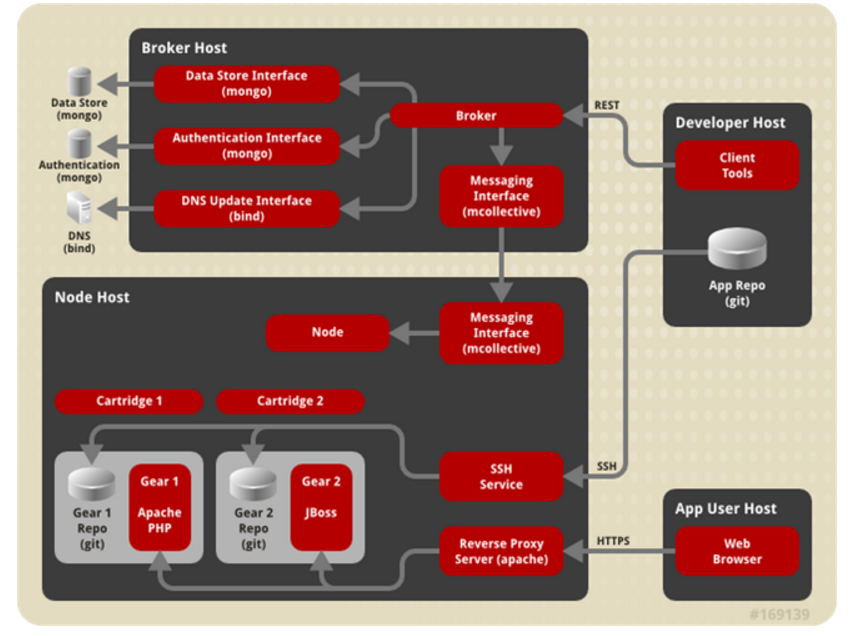 Broker Host
Data Store Interface
(mongo)
Data Store
(mongo)
Authentication Interface
(mongo)
Authentication
(mongo)
DNS Update Interface
(bind)
DNS
(bind)
Broker
REST
Messaging
Interface
(mcollective)
Developer Host
Client
Tools
App Repo
(git)
Node Host
Node
Messaging
Interface
(mcollective)
Cartridge 1
Cartridge 2
Gear 1
Repo
(git)
Gear 1
Apache
PHP
Gear 2
Repo
(git)
Gear 2
JBoss
SSH
Service
SSH
Reverse Proxy
Server (apache)
HTTPS
App User Host
Web
Browser
#169139